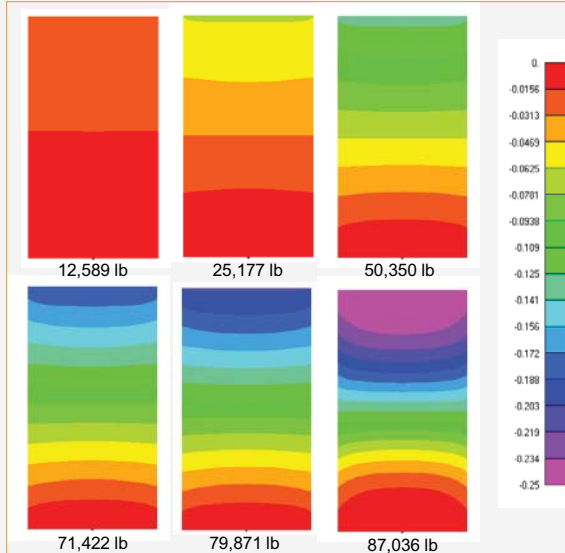 12,589 lb
25,177 lb
50,350 lb
71,422 lb
79,871 lb
87,036 lb
0.
-0.0156
-0.0313
-0.0469
-0.0625
-0.0781
-0.0938
-0.109
-0.125
-0.141
-0.156
-0.172
-0.188
-0.203
-0.219
-0.234
-0.25